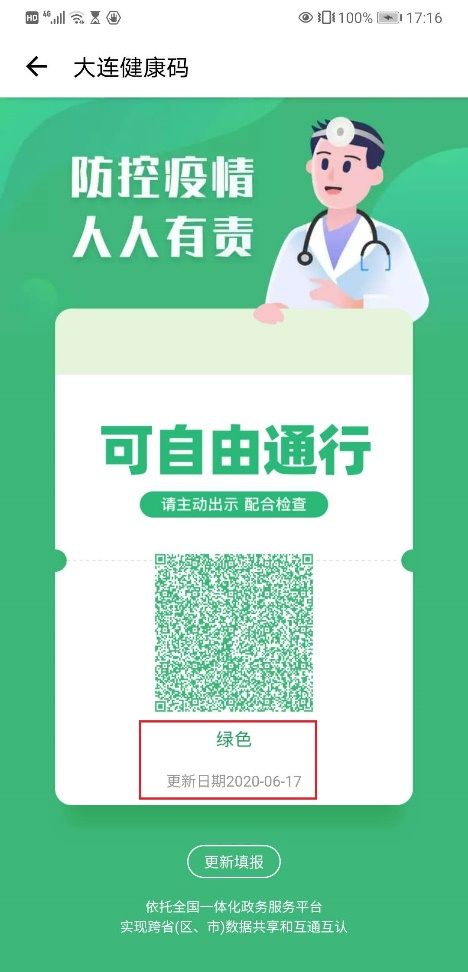 HD 4G 100% 17:16
大连健康码
防控疫情
人人有责
可自由通行
请主动出示 配合检查
绿色
更新日期2020-06-17
更新填报
依托全国一体化政务服务平台
实现跨省(区、市)数据共享和互通互认